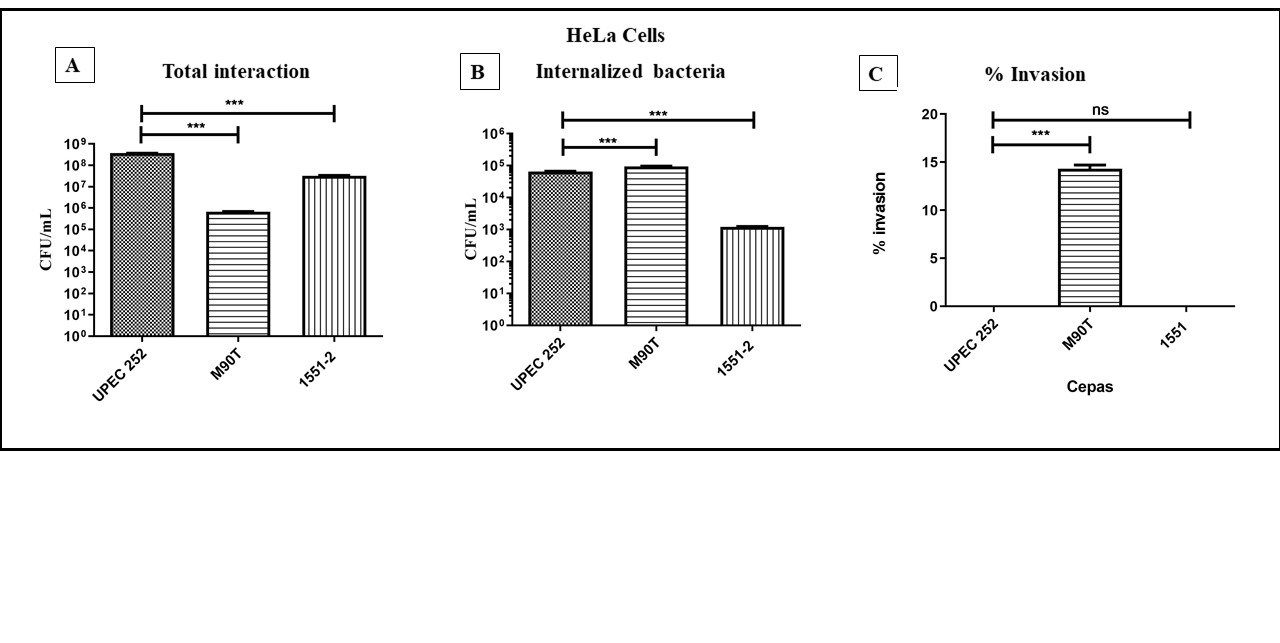 HeLa Cells
A
Total interaction
***
***
CFU/mL
10⁹
10⁸
10⁷
10⁶
10⁵
10⁴
10³
10²
10¹
10⁰
UPEC 252
M90T
1551-2
B
Internalized bacteria
***
***
CFU/mL
10⁶
10⁵
10⁴
10³
10²
10¹
10⁰
UPEC 252
M90T
1551-2
C
% Invasion
ns
***
% invasion
20
15
10
5
0
UPEC 252
M90T
1551
Cepas